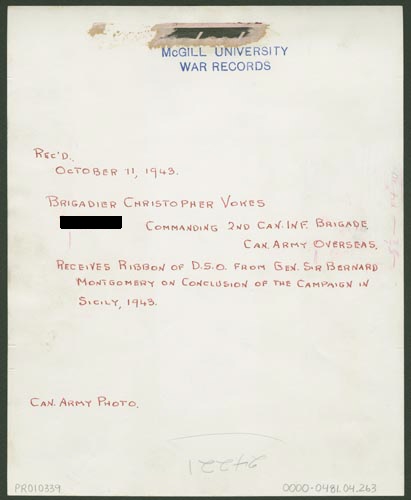 McGILL UNIVERSITY
WAR RECORDS
REC'D.
OCTOBER 11, 1943.
BRIGADIER CHRISTOPHER VOKES
COMMANDING 2ND CAN. INF. BRIGADE
CAN. ARMY OVERSEAS.
RECEIVES RIBBON OF D.S.O. FROM GEN. SIR BERNARD
MONTGOMERY ON CONCLUSION OF THE CAMPAIGN IN
SICILY, 1943.
CAN. ARMY PHOTO.
24221
PR010339
0000-0481.04.263